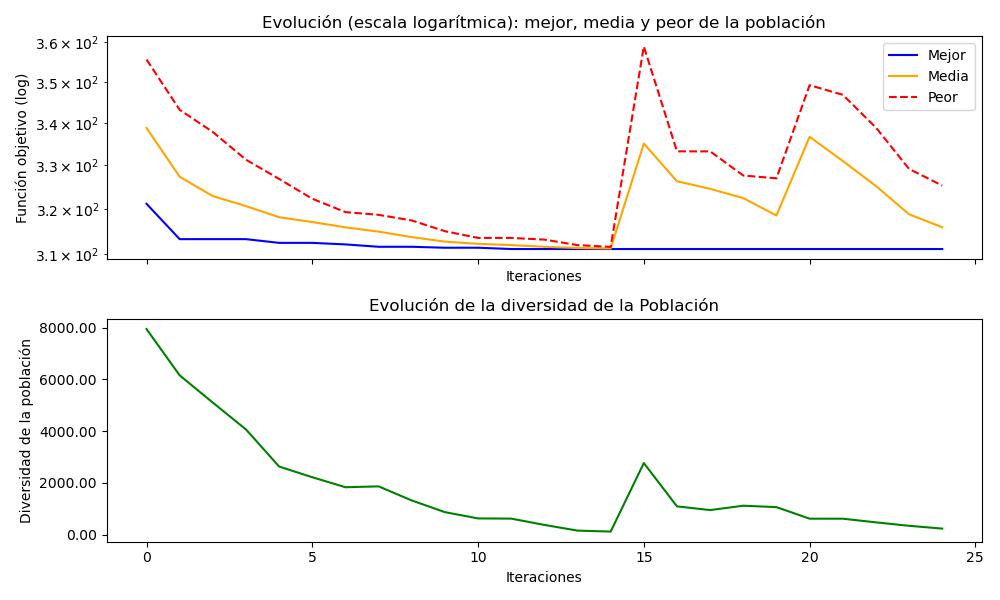 Evolución (escala logarítmica): mejor, media y peor de la población
Función objetivo (log)
3.6 × 10²
3.5 × 10²
3.4 × 10²
3.3 × 10²
3.2 × 10²
3.1 × 10²
Mejor
Media
Peor
Iteraciones
Evolución de la diversidad de la Población
Diversidad de la población
8000.00
6000.00
4000.00
2000.00
0.00
0 5 10 15 20 25
Iteraciones